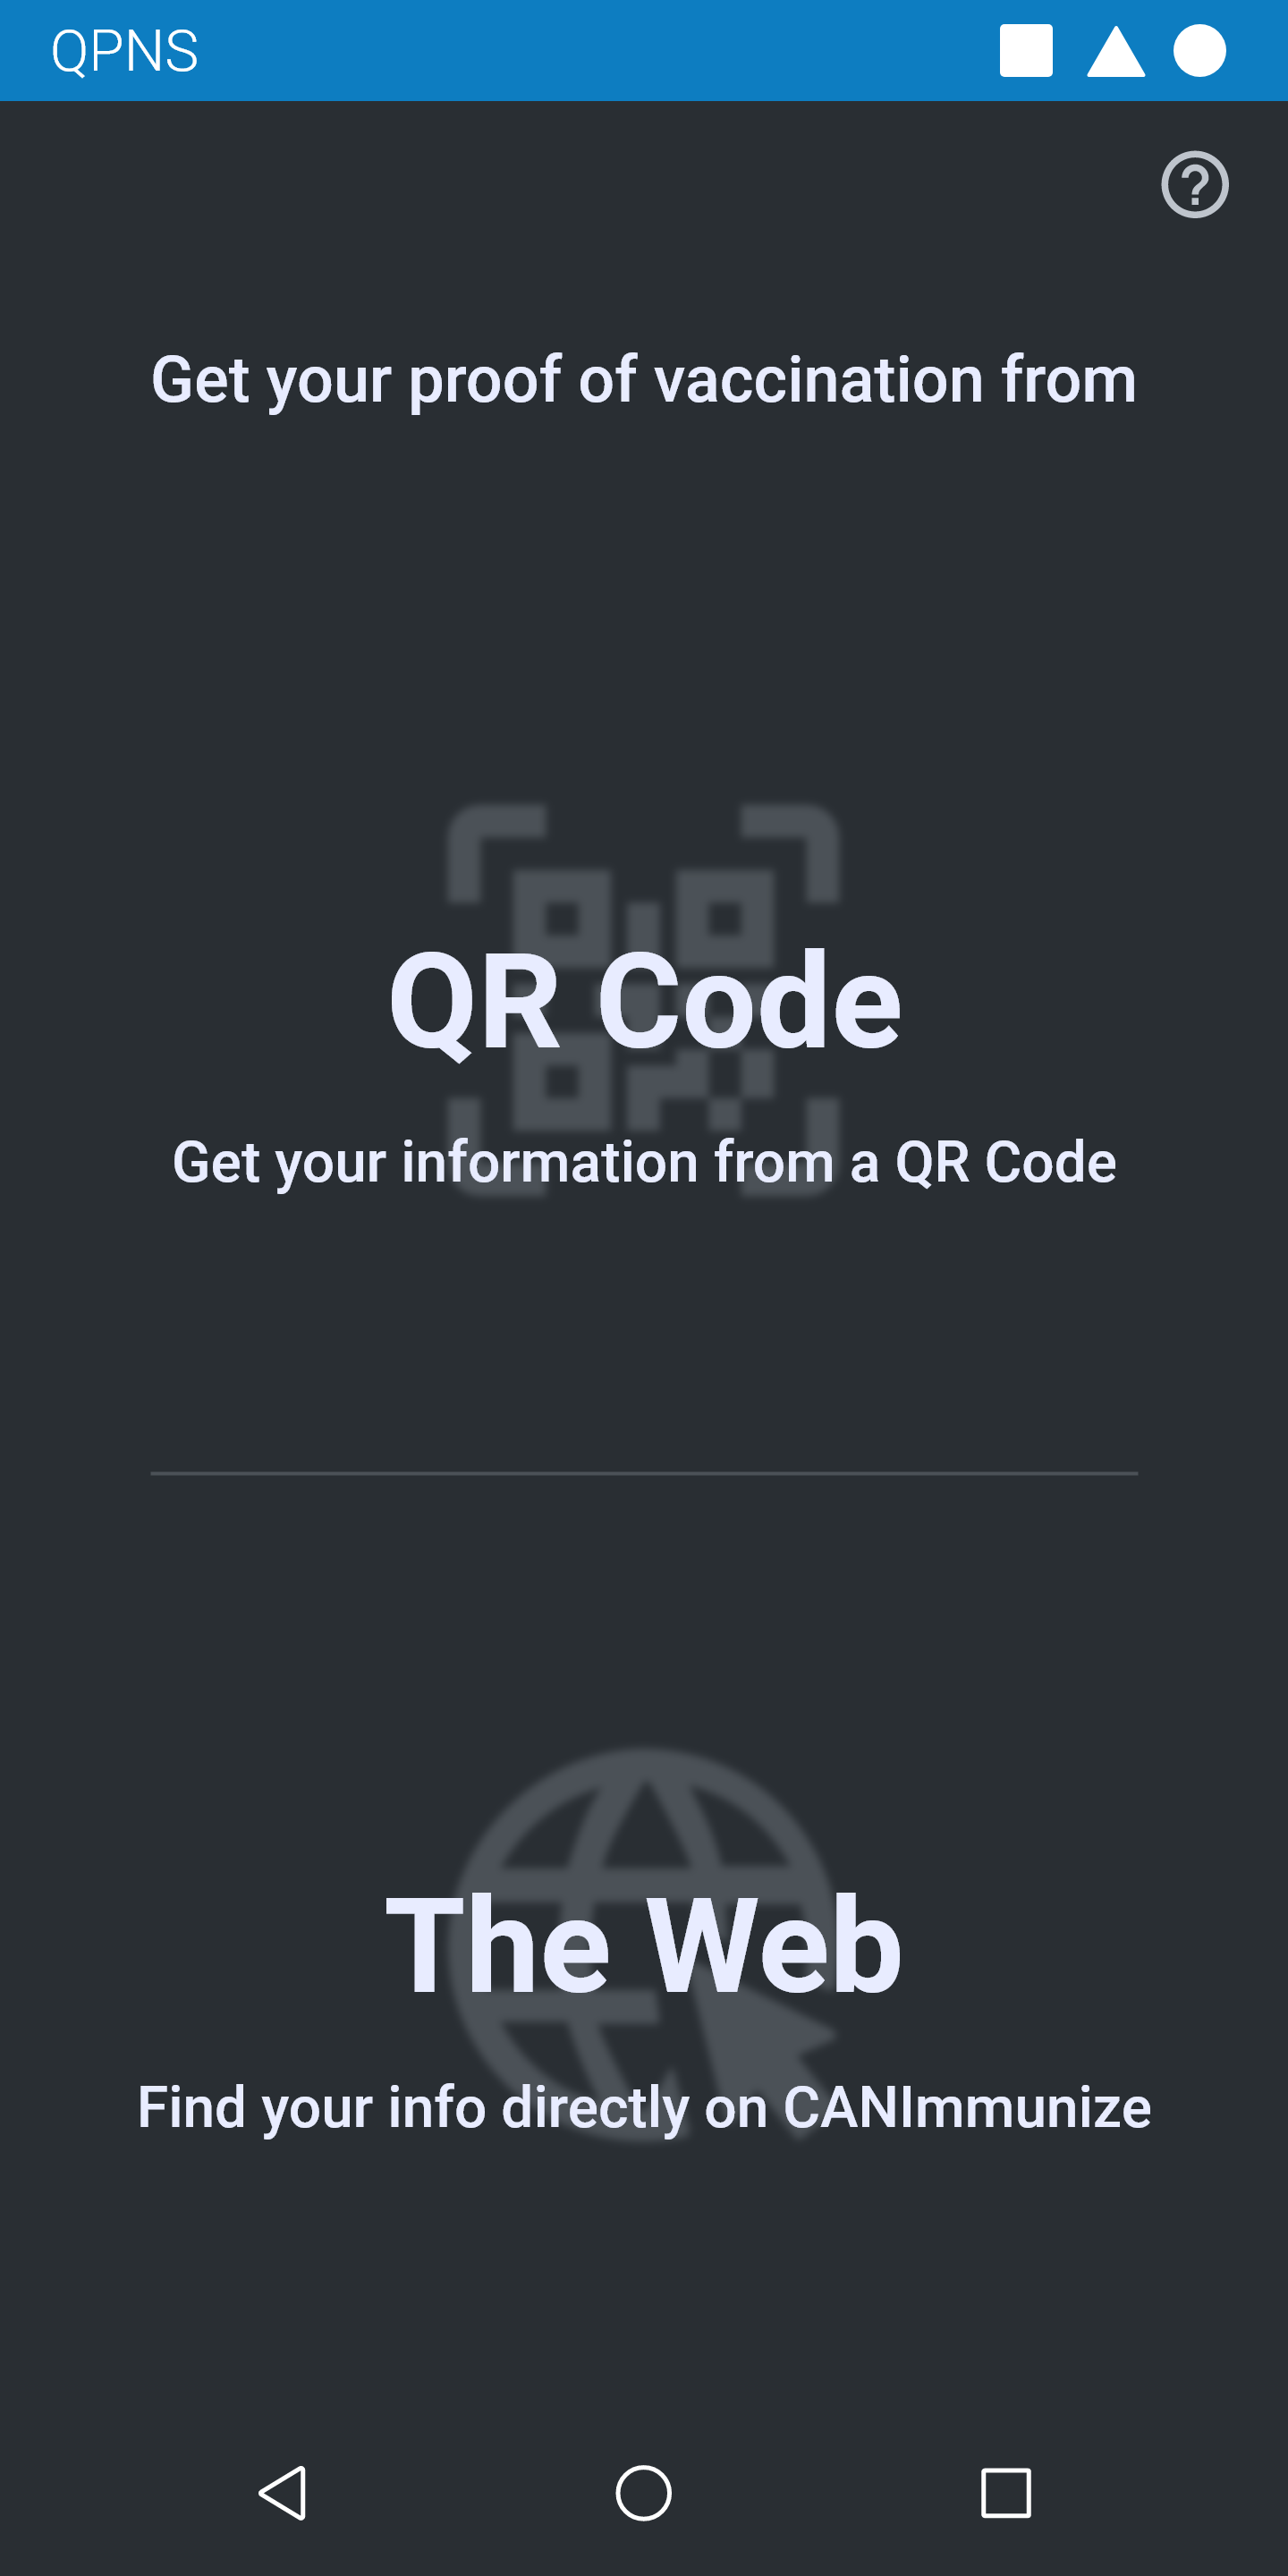 QPNS
Get your proof of vaccination from
QR Code
Get your information from a QR Code
The Web
Find your info directly on CANImmunize